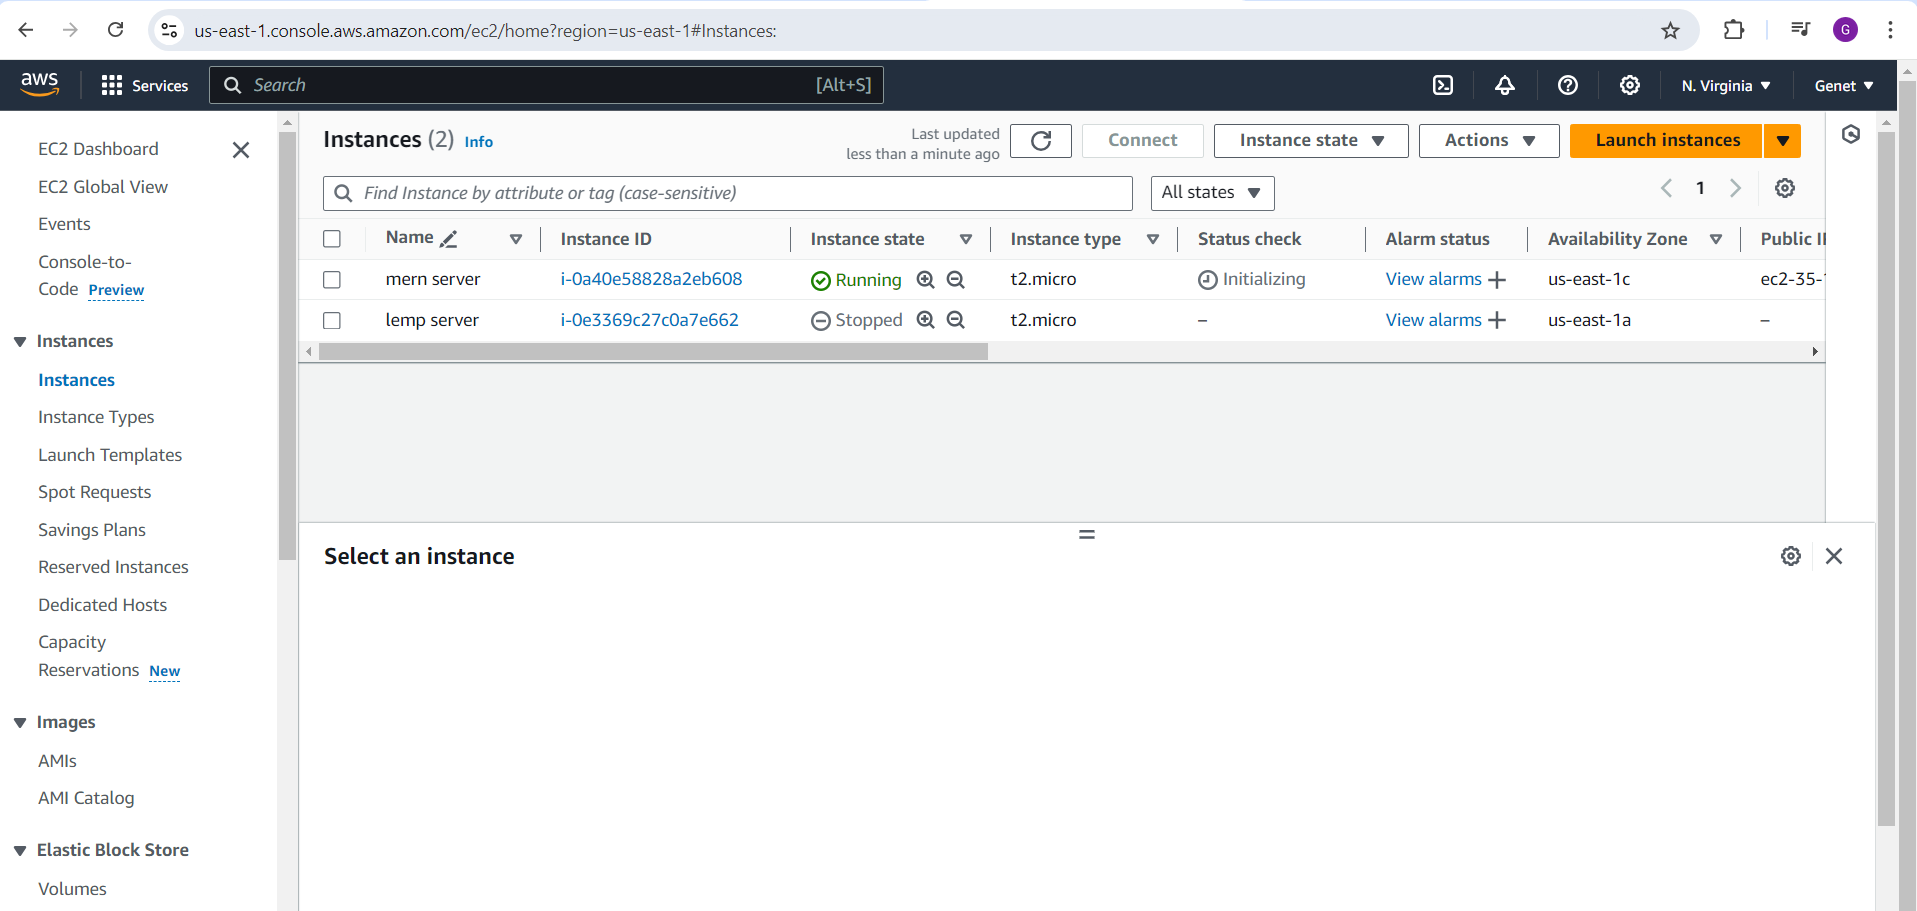 us-east-1.console.aws.amazon.com/ec2/home?region=us-east-1#Instances:
G
aws
Services
Search
[Alt+S]
N. Virginia
Genet
EC2 Dashboard
EC2 Global View
Events
Console-to-
Code Preview
Instances
Instances
Instance Types
Launch Templates
Spot Requests
Savings Plans
Reserved Instances
Dedicated Hosts
Capacity
Reservations New
Images
AMIs
AMI Catalog
Elastic Block Store
Volumes
Instances (2) Info
Last updated
less than a minute ago
Connect
Instance state
Actions
Launch instances
Find Instance by attribute or tag (case-sensitive)
All states
1
Name Instance ID Instance state Instance type Status check Alarm status Availability Zone Public I
mern server i-0a40e58828a2eb608 Running t2.micro Initializing View alarms + us-east-1c ec2-35-
lemp server i-0e3369c27c0a7e662 Stopped t2.micro – View alarms + us-east-1a –
Select an instance